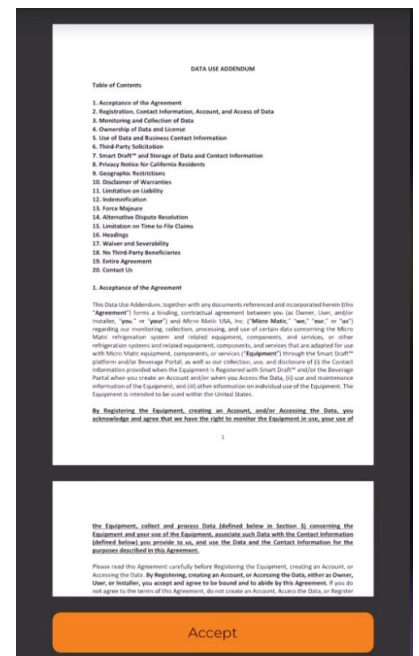 DATA USE ADDENDUM
Table of Contents
1. Acceptance of the Agreement
2. Registration, Contact Information, Account, and Access of Data
3. Monitoring and Collection of Data
4. Ownership of Data and License
5. Use of Data and Business Contact Information
6. Third-Party Solicitation
7. Smart Draft™ and Storage of Data and Contact Information
8. Privacy Notice for California Residents
9. Geographic Restrictions
10. Disclaimer of Warranties
11. Limitation on Liability
12. Indemnification
13. Force Majeure
14. Alternative Dispute Resolution
15. Limitation on Time to File Claims
16. Headings
17. Waiver and Severability
18. No Third-Party Beneficiaries
19. Entire Agreement
20. Contact Us
1. Acceptance of the Agreement
This Data Use Addendum, together with any documents referenced and incorporated herein (this
"Agreement") forms a binding, contractual agreement between you (as Owner, User, and/or
Installer, "you," or "your") and Micro Matic USA, Inc. ("Micro Matic," "we," "our," or "us")
regarding our monitoring, collection, processing, and use of certain data concerning the Micro
Matic refrigeration system and related equipment, components, and services, or other
refrigeration systems and related equipment, components, and services that are adapted for use
with Micro Matic equipment, components, or services ("Equipment") through the Smart Draft™
platform and/or Beverage Portal, as well as our collection, use, and disclosure of (i) the Contact
Information provided when the Equipment is Registered with Smart Draft™ and/or the Beverage
Portal when you create an Account and/or when you Access the Data, (ii) use and maintenance
information of the Equipment, and (iii) other information on individual use of the Equipment. The
Equipment is intended to be used within the United States.
By Registering the Equipment, creating an Account, and/or Accessing the Data, you
acknowledge and agree that we have the right to monitor the Equipment in use, your use of
1
the Equipment, collect and process Data (defined below in Section 3) concerning the
Equipment and your use of the Equipment, associate such Data with the Contact Information
(defined below) you provide to us, and use the Data and the Contact Information for the
purposes described in this Agreement.
Please read this Agreement carefully before Registering the Equipment, creating an Account, or
Accessing the Data. By Registering, creating an Account, or Accessing the Data, either as Owner,
User, or Installer, you accept and agree to be bound and to abide by this Agreement. If you do
not agree to the terms of this Agreement, do not create an Account, Access the Data, or Register
Accept